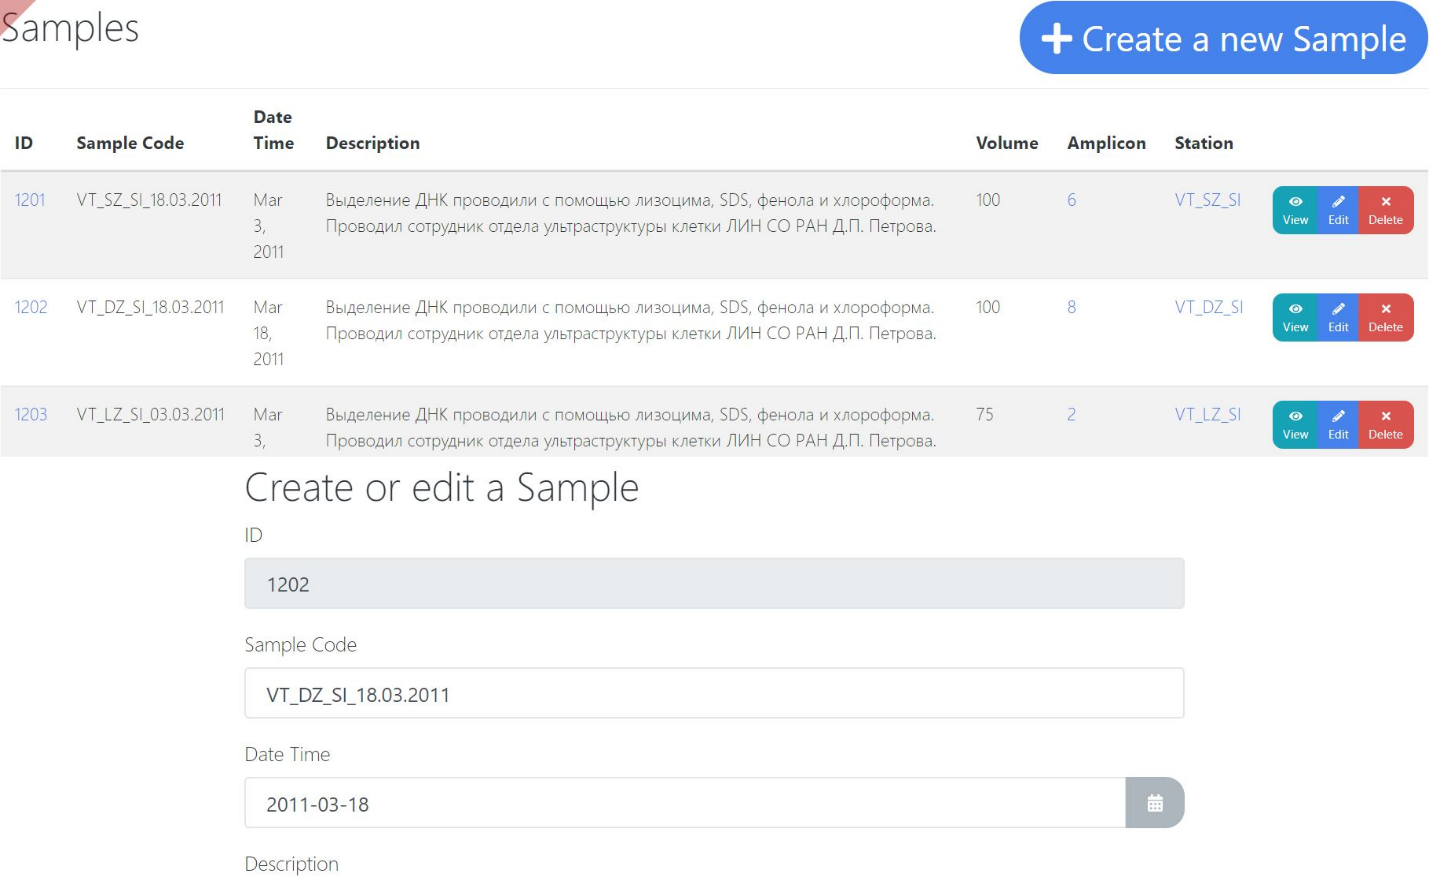 Samples
Create a new Sample
ID Sample Code Date Time Description Volume Amplicon Station
1201 VT_SZ_SI_18.03.2011 Mar 3, 2011 Выделение ДНК проводили с помощью лизоцима, SDS, фенола и хлороформа. 100 6 VT_SZ_SI View Edit Delete
Проводил сотрудник отдела ультраструктуры клетки ЛИН СО РАН Д.П. Петрова.
1202 VT_DZ_SI_18.03.2011 Mar 18, 2011 Выделение ДНК проводили с помощью лизоцима, SDS, фенола и хлороформа. 100 8 VT_DZ_SI View Edit Delete
Проводил сотрудник отдела ультраструктуры клетки ЛИН СО РАН Д.П. Петрова.
1203 VT_LZ_SI_03.03.2011 Mar 3, Выделение ДНК проводили с помощью лизоцима, SDS, фенола и хлороформа. 75 2 VT_LZ_SI View Edit Delete
Проводил сотрудник отдела ультраструктуры клетки ЛИН СО РАН Д.П. Петрова.
Create or edit a Sample
ID
1202
Sample Code
VT_DZ_SI_18.03.2011
Date Time
2011-03-18
Description